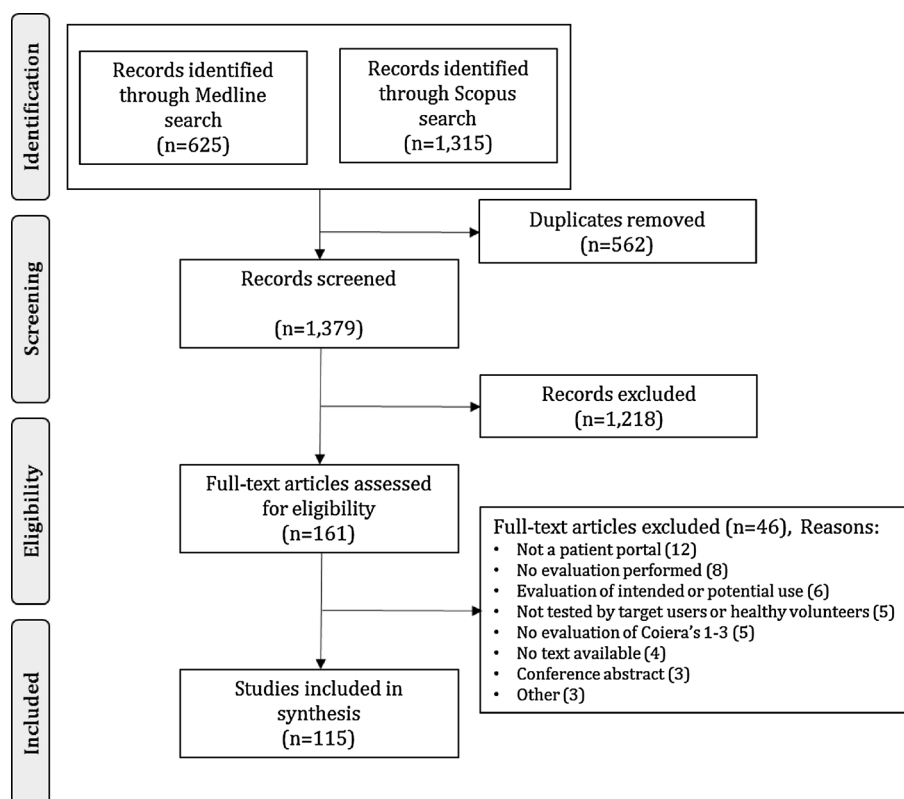 Identification
Records identified
through Medline
search
(n=625)
Records identified
through Scopus
search
(n=1,315)
Duplicates removed
(n=562)
Screening
Records screened
(n=1,379)
Records excluded
(n=1,218)
Eligibility
Full-text articles assessed
for eligibility
(n=161)
Full-text articles excluded (n=46), Reasons:
• Not a patient portal (12)
• No evaluation performed (8)
• Evaluation of intended or potential use (6)
• Not tested by target users or healthy volunteers (5)
• No evaluation of Coiera's 1-3 (5)
• No text available (4)
• Conference abstract (3)
• Other (3)
Included
Studies included in
synthesis
(n=115)